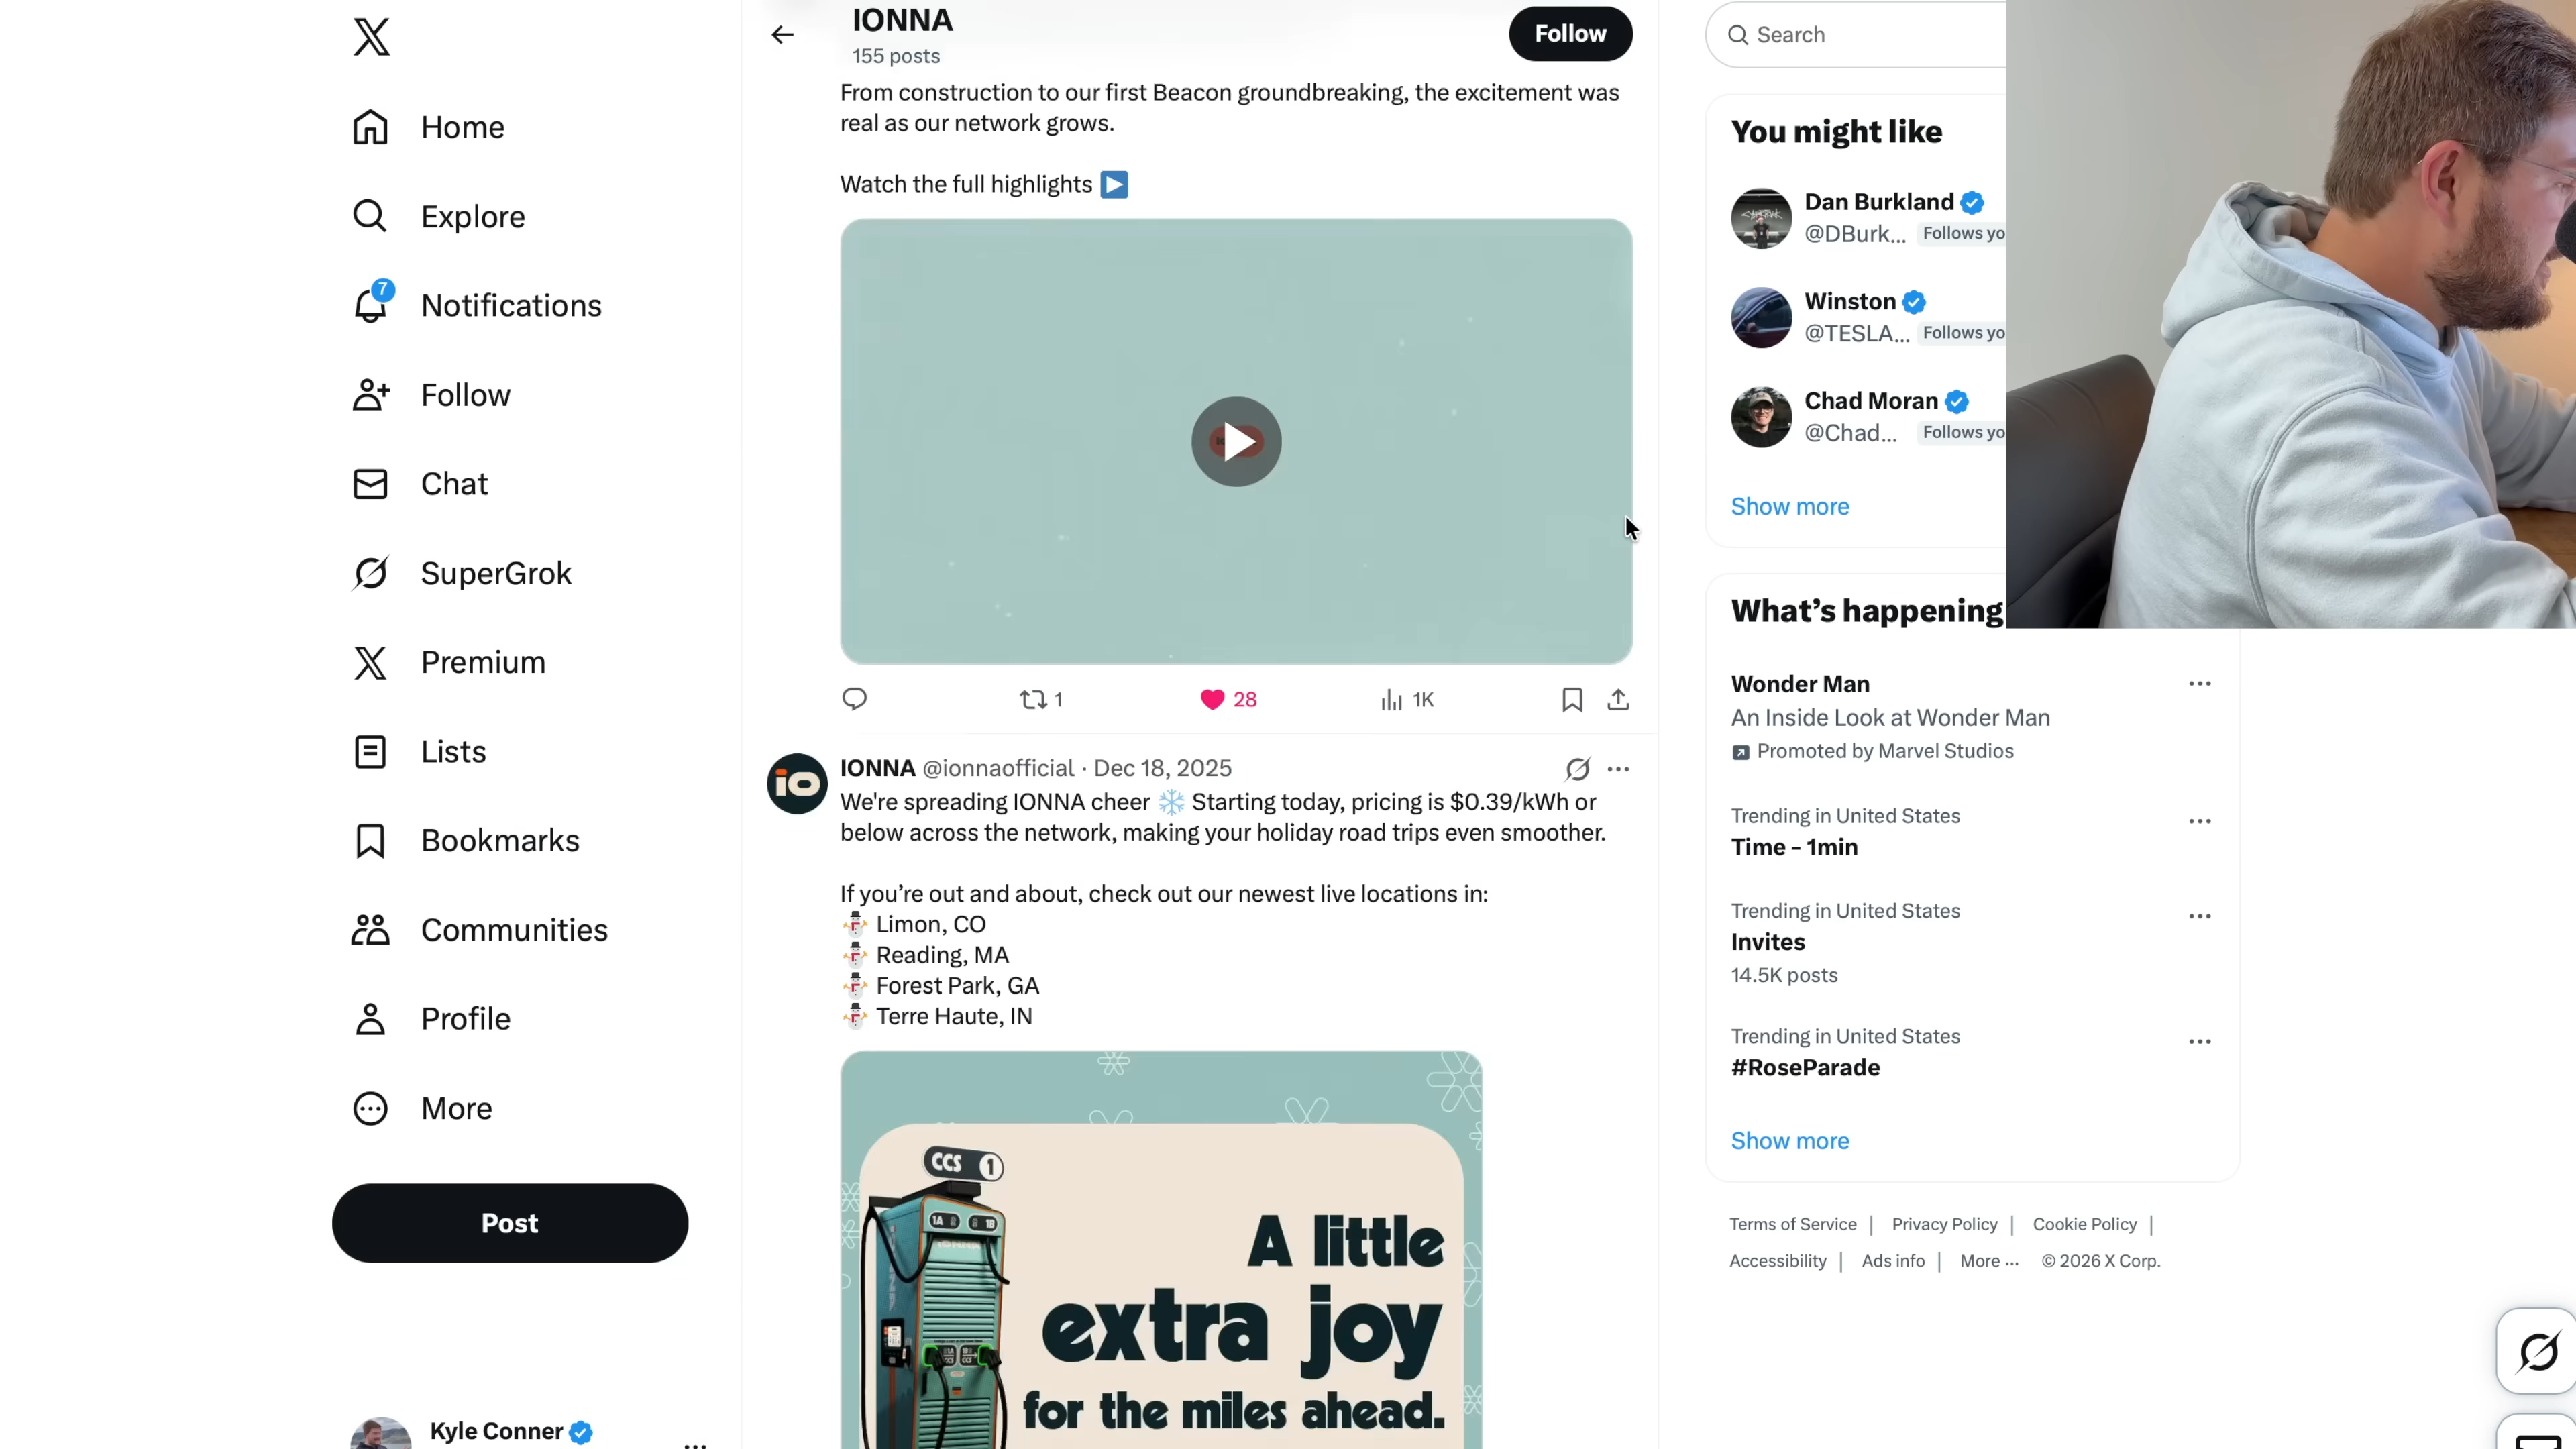 Home
Explore
7
Notifications
Follow
Chat
SuperGrok
Premium
Lists
Bookmarks
Communities
Profile
More
Post
Kyle Conner
IONNA
155 posts
Follow
From construction to our first Beacon groundbreaking, the excitement was
real as our network grows.
Watch the full highlights
1
28
1K
io
IONNA @ionnaofficial · Dec 18, 2025
We're spreading IONNA cheer ❄️ Starting today, pricing is $0.39/kWh or
below across the network, making your holiday road trips even smoother.
If you’re out and about, check out our newest live locations in:
Limon, CO
Reading, MA
Forest Park, GA
Terre Haute, IN
CCS 1
1A
1B
A little
extra joy
for the miles ahead.
Search
You might like
Dan Burkland
@DBurk... Follows yo
Winston
@TESLA... Follows yo
Chad Moran
@Chad... Follows yo
Show more
What’s happening
Wonder Man
An Inside Look at Wonder Man
Promoted by Marvel Studios
Trending in United States
Time - 1min
Trending in United States
Invites
14.5K posts
Trending in United States
#RoseParade
Show more
Terms of Service | Privacy Policy | Cookie Policy |
Accessibility | Ads info | More ... © 2026 X Corp.